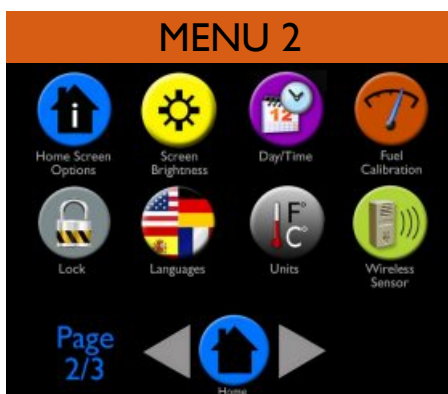 MENU 2
i
12
Home Screen
Options
Screen
Brightness
Day/Time
Fuel
Calibration
F°
C°
Lock
Languages
Units
Wireless
Sensor
Page
2/3
Home